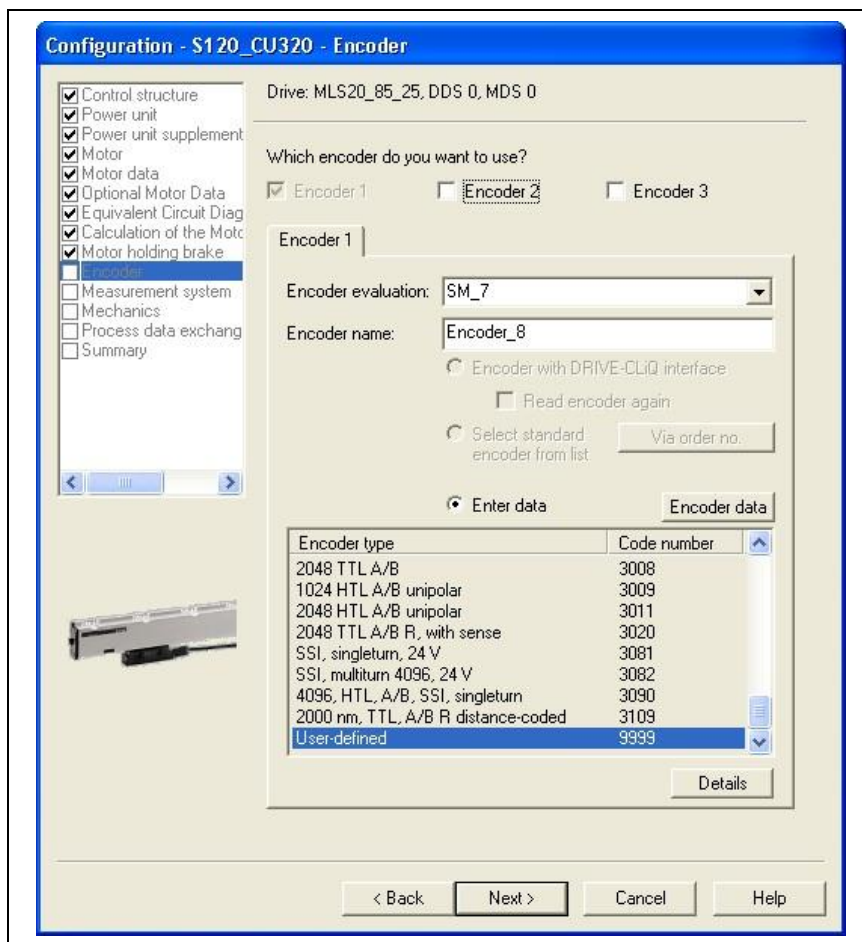 Configuration - S120_CU320 - Encoder
Control structure
Power unit
Power unit supplement
Motor
Motor data
Optional Motor Data
Equivalent Circuit Diag
Calculation of the Motc
Motor holding brake
Encoder
Measurement system
Mechanics
Process data exchang
Summary
Drive: MLS20_85_25, DDS 0, MDS 0
Which encoder do you want to use?
Encoder 1 Encoder 2 Encoder 3
Encoder 1
Encoder evaluation: SM_7
Encoder name: Encoder_8
Encoder with DRIVE-CLiQ interface
Read encoder again
Select standard encoder from list
Via order no.
Enter data
Encoder data
Encoder type Code number
2048 TTL A/B 3008
1024 HTL A/B unipolar 3009
2048 HTL A/B unipolar 3011
2048 TTL A/B R, with sense 3020
SSI, singleturn, 24 V 3081
SSI, multiturn 4096, 24 V 3082
4096, HTL, A/B, SSI, singleturn 3090
2000 nm, TTL, A/B R distance-coded 3109
User-defined 9999
Details
< Back Next > Cancel Help